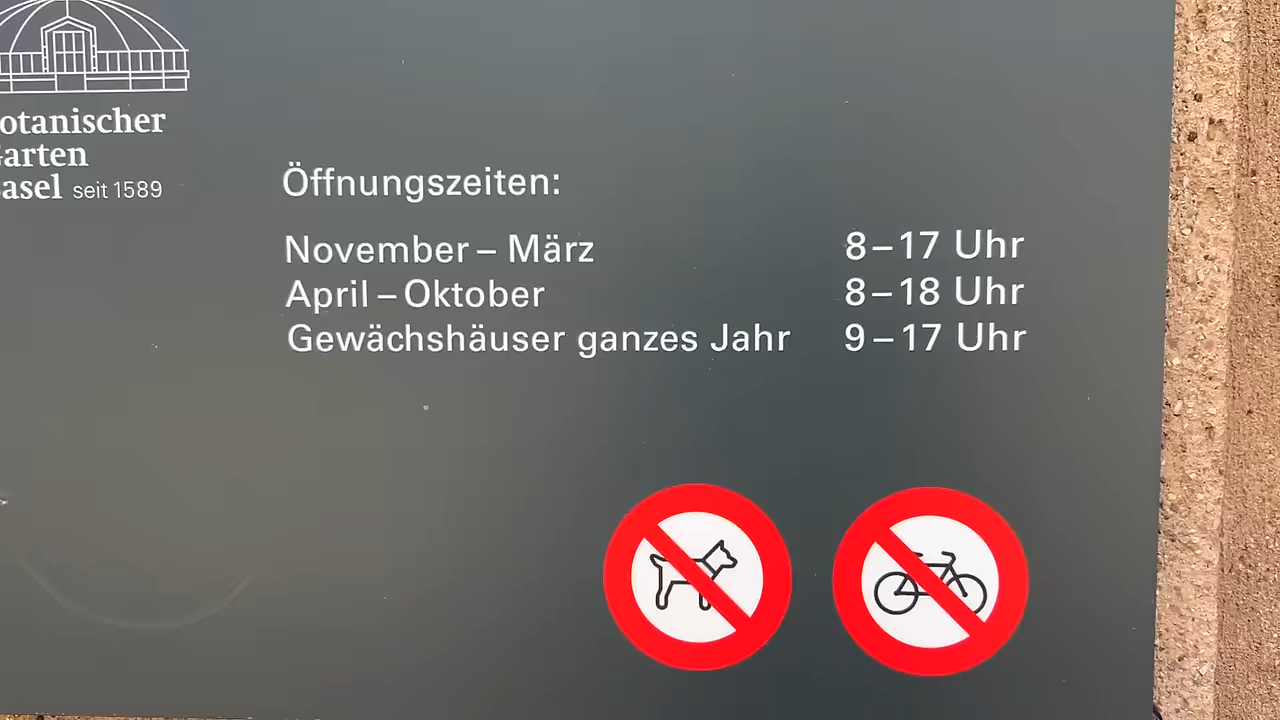 otanischer
arten
asel seit 1589
Öffnungszeiten:
November – März 8 – 17 Uhr
April – Oktober 8 – 18 Uhr
Gewächshäuser ganzes Jahr 9 – 17 Uhr